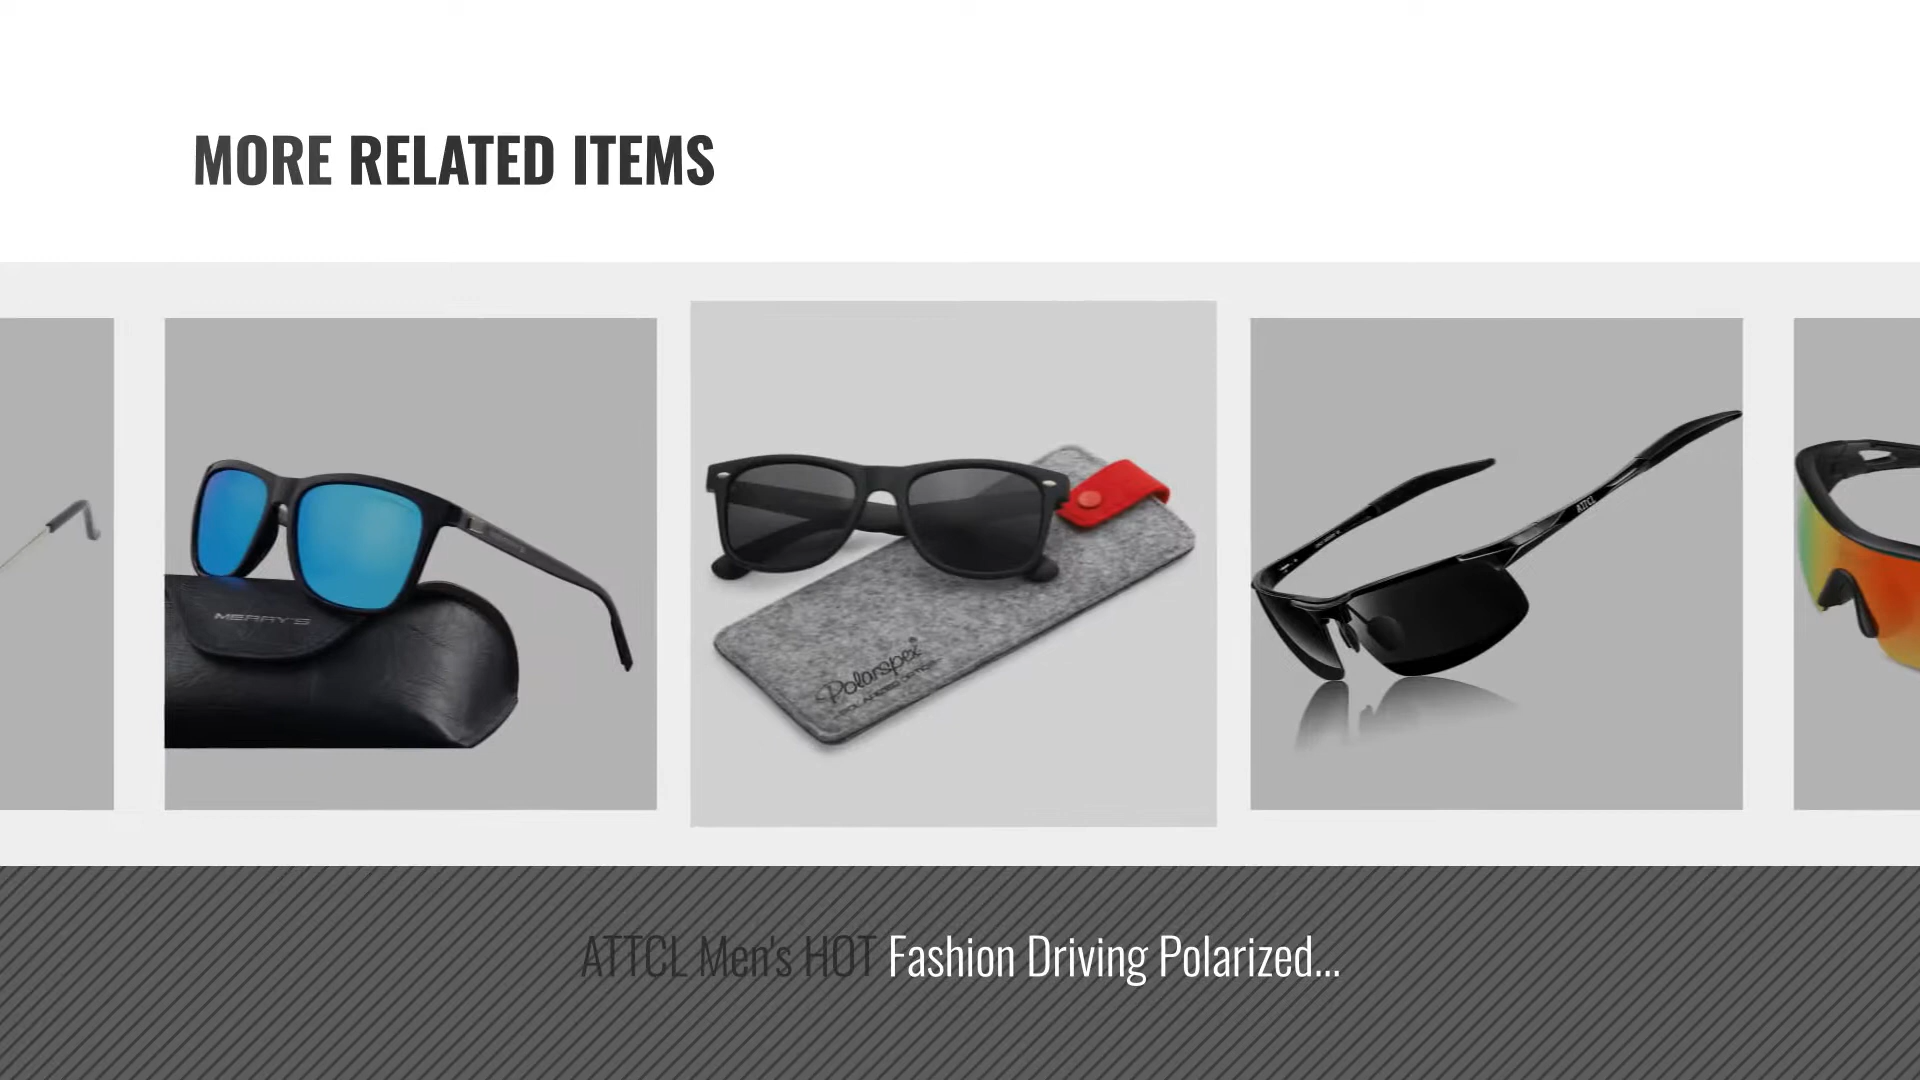 MORE RELATED ITEMS
MERRY'S
Polarspex
ATTCL
ATTCL Men's HOT Fashion Driving Polarized...